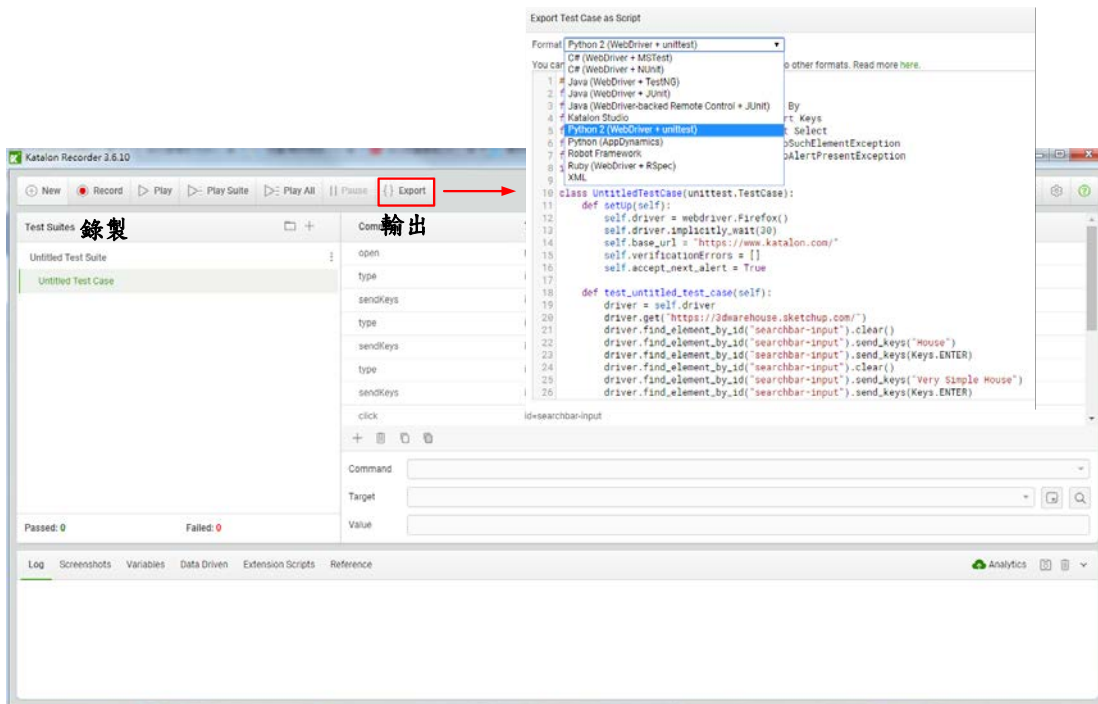 Export Test Case as Script
Format Python 2 (WebDriver + unittest)
C# (WebDriver + MSTest)
You can
o other formats. Read more here.
C# (WebDriver + NUnit)
Java (WebDriver + TestNG)
Java (WebDriver + JUnit)
Java (WebDriver-backed Remote Control + JUnit)
Katalon Studio
Python 2 (WebDriver + unittest)
Python (AppDynamics)
Robot Framework
Ruby (WebDriver + RSpec)
XML
1 #
2 f
3 f By
4 f rt Keys
5 f t Select
6 f oSuchElementException
7 f oAlertPresentException
8
9
10 class UntitledTestCase(unittest.TestCase):
11 def setUp(self):
12 self.driver = webdriver.Firefox()
13 self.driver.implicitly_wait(30)
14 self.base_url = "https://www.katalon.com/"
15 self.verificationErrors = []
16 self.accept_next_alert = True
17
18 def test_untitled_test_case(self):
19 driver = self.driver
20 driver.get("https://3dwarehouse.sketchup.com/")
21 driver.find_element_by_id("searchbar-input").clear()
22 driver.find_element_by_id("searchbar-input").send_keys("House")
23 driver.find_element_by_id("searchbar-input").send_keys(Keys.ENTER)
24 driver.find_element_by_id("searchbar-input").clear()
25 driver.find_element_by_id("searchbar-input").send_keys("Very Simple House")
26 driver.find_element_by_id("searchbar-input").send_keys(Keys.ENTER)
Katalon Recorder 3.6.10
New Record Play Play Suite Play All Pause {} Export
Test Suites 錄製
Comm 輸出
Untitled Test Suite
Untitled Test Case
open
type
sendKeys
type
sendKeys
type
sendKeys
click id=searchbar-input
Command
Target
Value
Passed: 0 Failed: 0
Log Screenshots Variables Data Driven Extension Scripts Reference Analytics